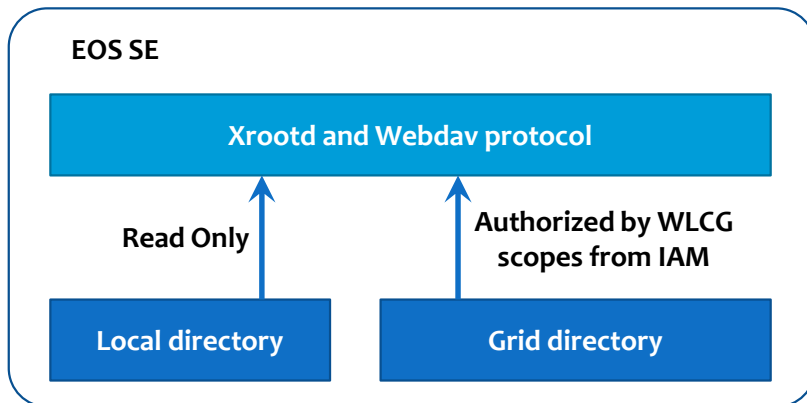 EOS SE
Xrootd and Webdav protocol
Read Only
Authorized by WLCG
scopes from IAM
Local directory
Grid directory